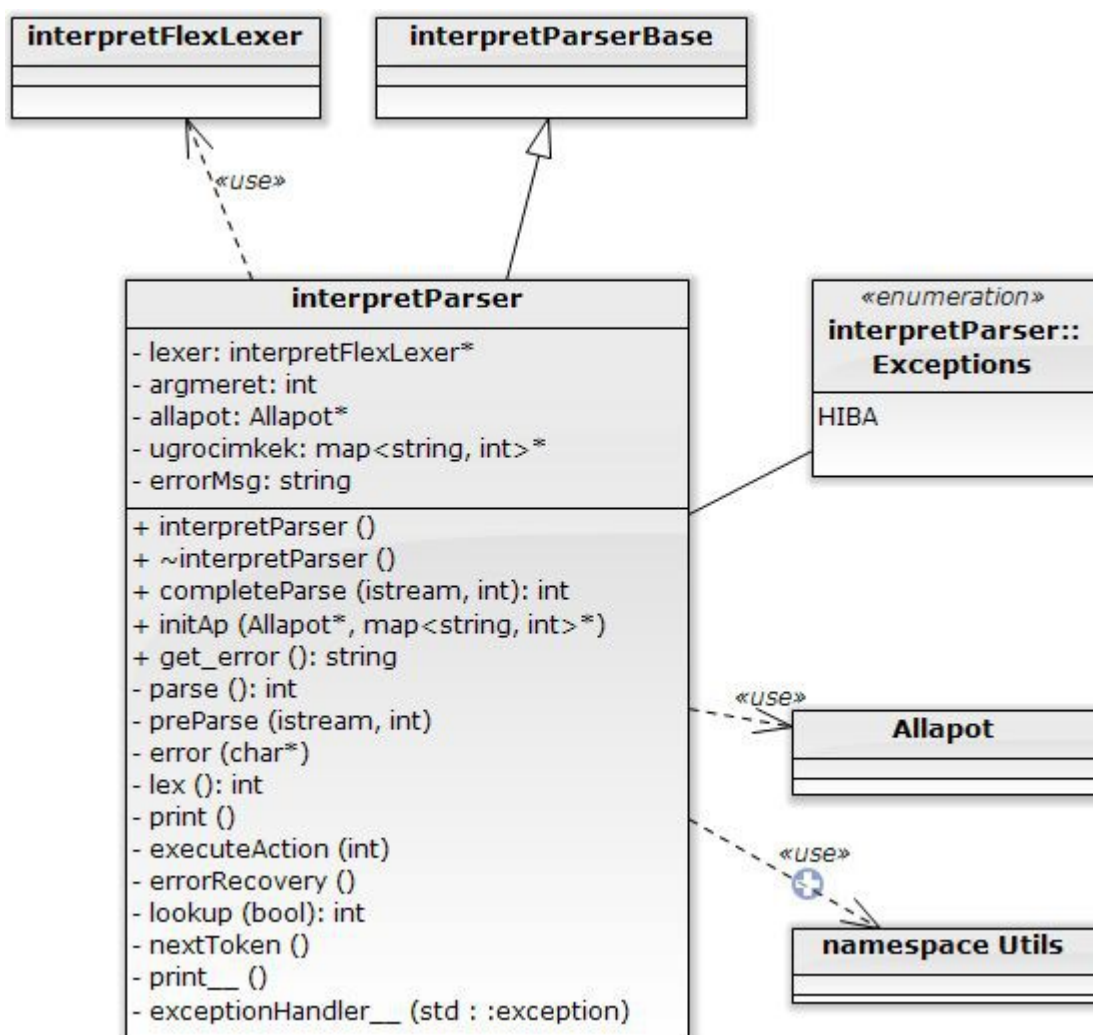 interpretFlexLexer
interpretParserBase
«use»
interpretParser
- lexer: interpretFlexLexer*
- argmeret: int
- allapot: Allapot*
- ugrocimkek: map<string, int>*
- errorMsg: string
+ interpretParser ()
+ ~interpretParser ()
+ completeParse (istream, int): int
+ initAp (Allapot*, map<string, int>*)
+ get_error (): string
- parse (): int
- preParse (istream, int)
- error (char*)
- lex (): int
- print ()
- executeAction (int)
- errorRecovery ()
- lookup (bool): int
- nextToken ()
- print__ ()
- exceptionHandler__ (std : :exception)
«enumeration»
interpretParser::
Exceptions
HIBA
«use»
Allapot
«use»
namespace Utils